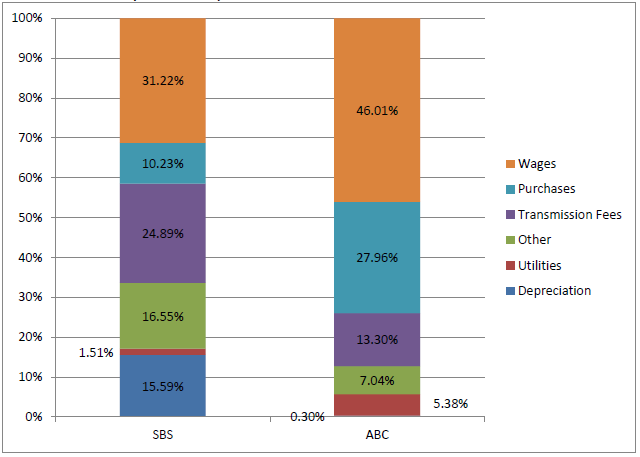 100%
90%
80%
70%
60%
50%
40%
30%
20%
10%
0%
31.22%
10.23%
24.89%
16.55%
1.51%
15.59%
46.01%
27.96%
13.30%
7.04%
5.38%
0.30%
SBS
ABC
Wages
Purchases
Transmission Fees
Other
Utilities
Depreciation